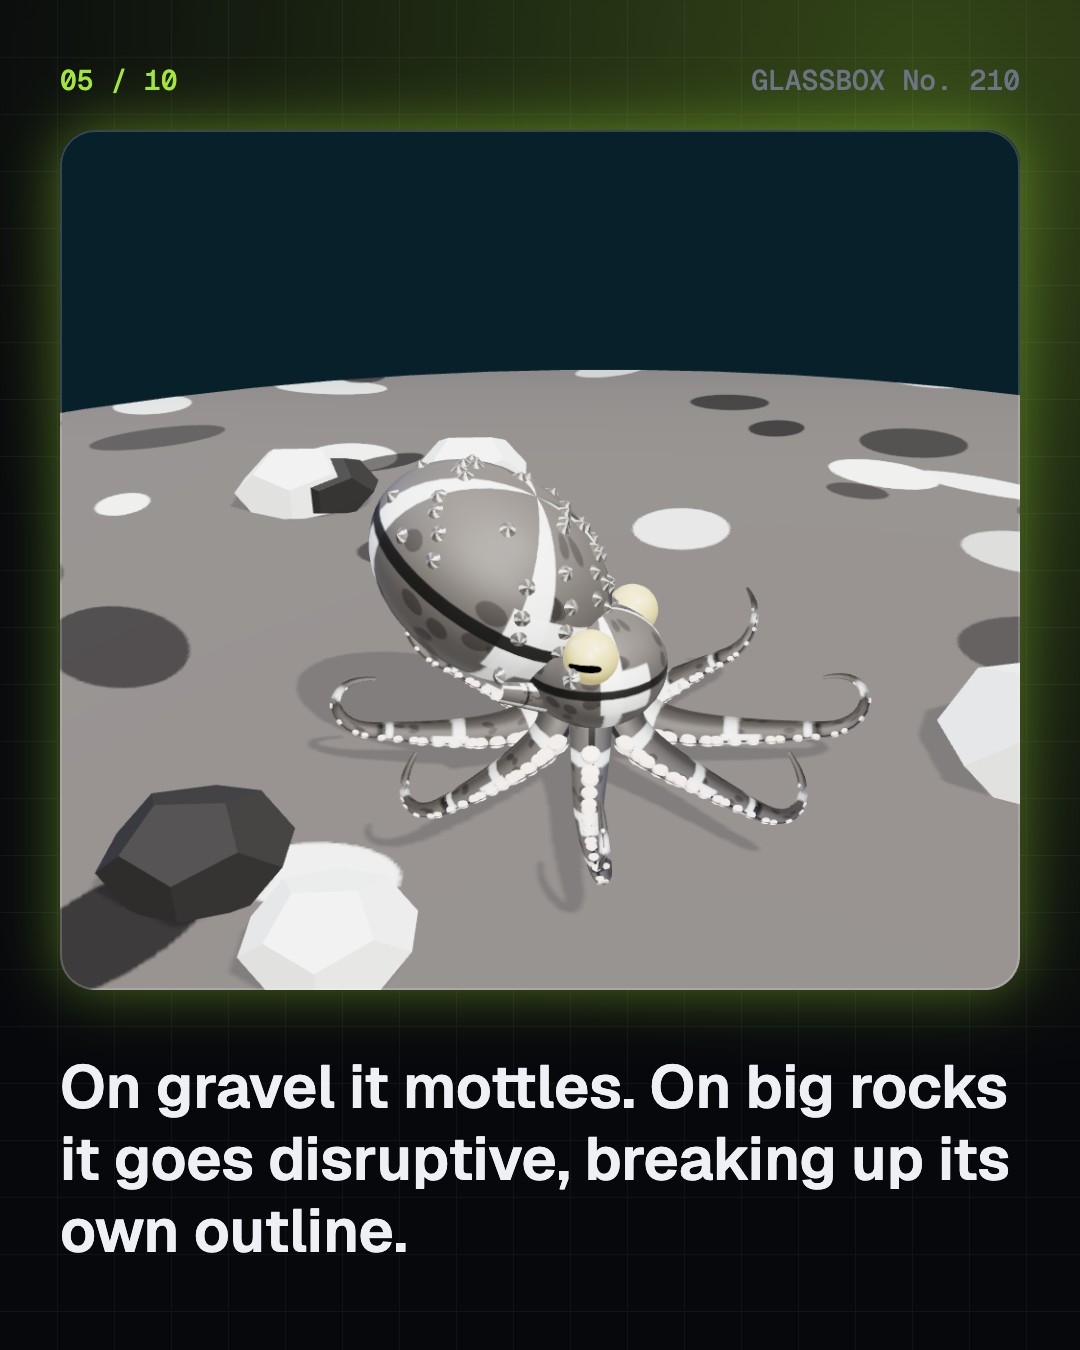 05 / 10
GLASSBOX No. 210
On gravel it mottles. On big rocks
it goes disruptive, breaking up its
own outline.